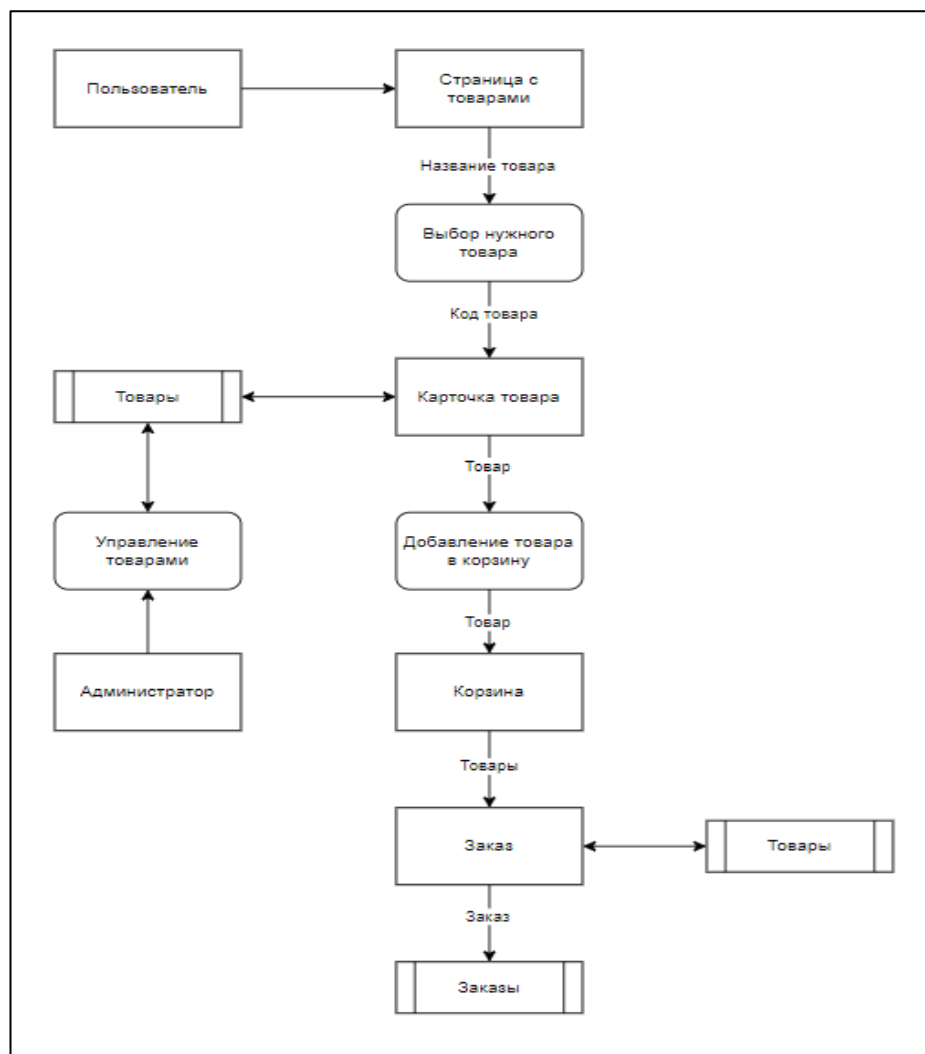 Пользователь
Страница с
товарами
Название товара
Выбор нужного
товара
Код товара
Товары
Карточка товара
Товар
Управление
товарами
Добавление товара
в корзину
Товар
Администратор
Корзина
Товары
Заказ
Товары
Заказ
Заказы